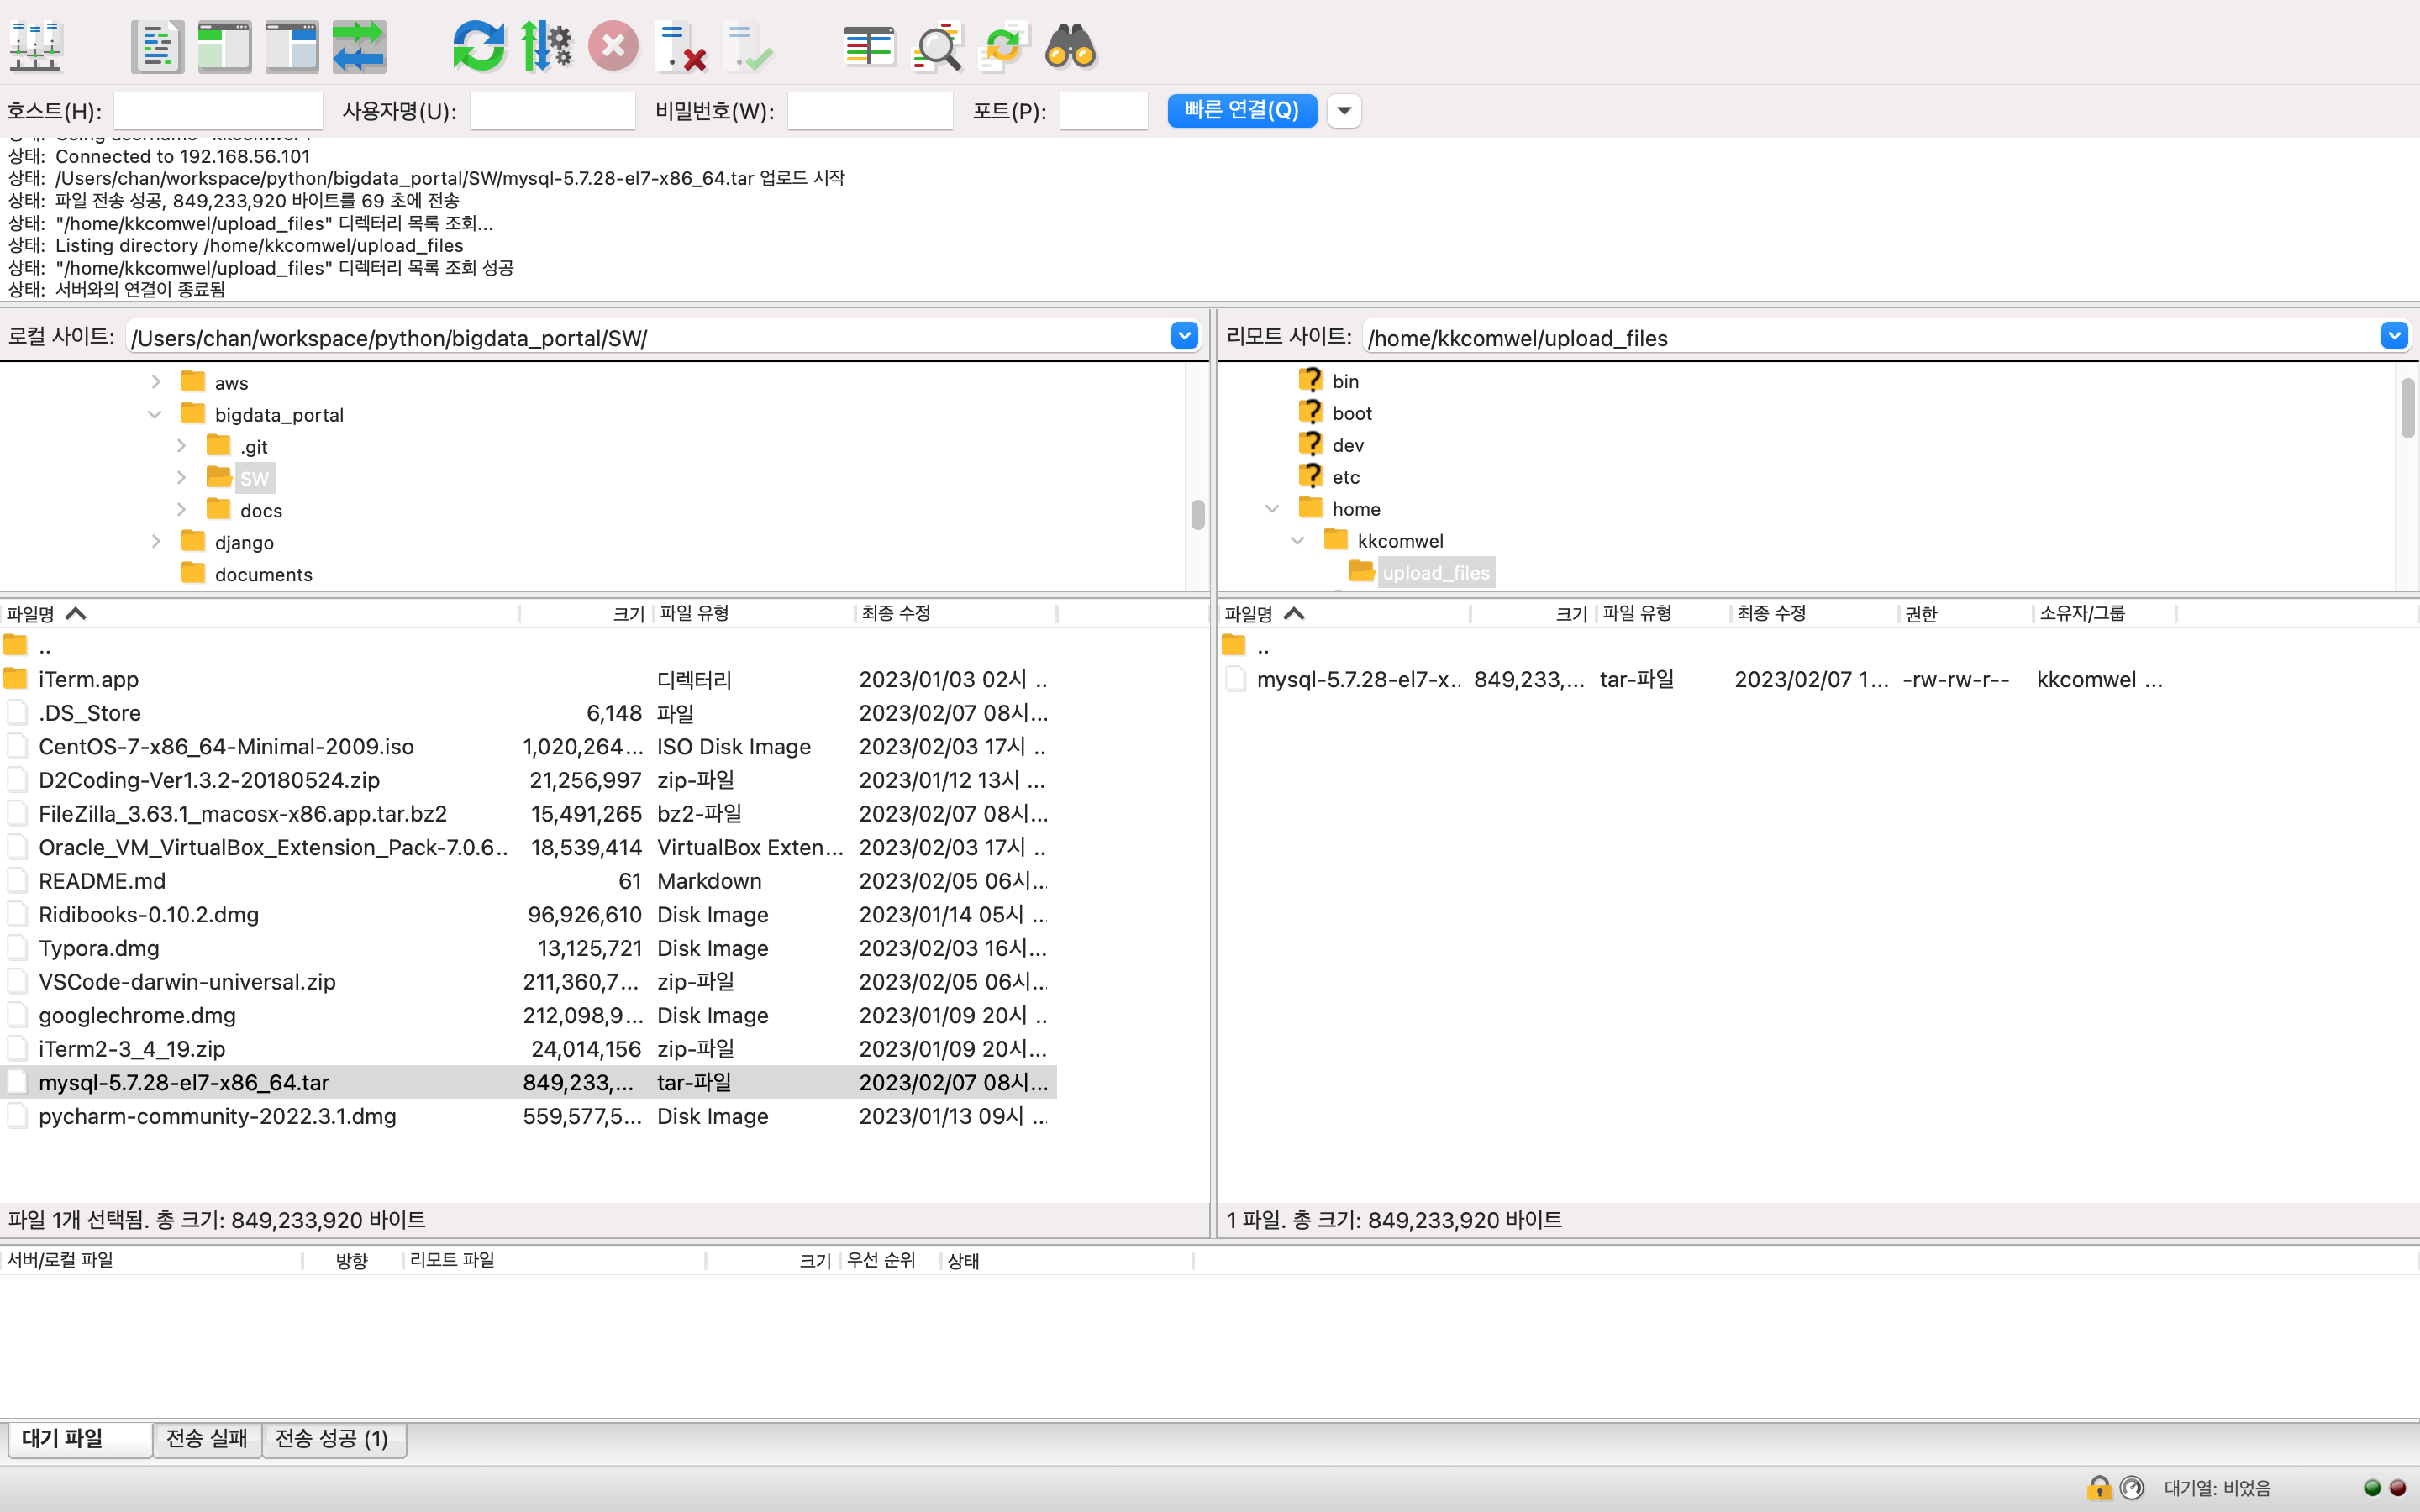 호스트(H): 사용자명(U): 비밀번호(W): 포트(P): 빠른 연결(Q)
상태: Using username "kkcomwel".
상태: Connected to 192.168.56.101
상태: /Users/chan/workspace/python/bigdata_portal/SW/mysql-5.7.28-el7-x86_64.tar 업로드 시작
상태: 파일 전송 성공, 849,233,920 바이트를 69 초에 전송
상태: "/home/kkcomwel/upload_files" 디렉터리 목록 조회...
상태: Listing directory /home/kkcomwel/upload_files
상태: "/home/kkcomwel/upload_files" 디렉터리 목록 조회 성공
상태: 서버와의 연결이 종료됨
로컬 사이트: /Users/chan/workspace/python/bigdata_portal/SW/
aws
bigdata_portal
.git
SW
docs
django
documents
파일명 크기 파일 유형 최종 수정
..
iTerm.app 디렉터리 2023/01/03 02시 ..
.DS_Store 6,148 파일 2023/02/07 08시...
CentOS-7-x86_64-Minimal-2009.iso 1,020,264... ISO Disk Image 2023/02/03 17시 ..
D2Coding-Ver1.3.2-20180524.zip 21,256,997 zip-파일 2023/01/12 13시 ...
FileZilla_3.63.1_macosx-x86.app.tar.bz2 15,491,265 bz2-파일 2023/02/07 08시...
Oracle_VM_VirtualBox_Extension_Pack-7.0.6.. 18,539,414 VirtualBox Exten... 2023/02/03 17시 ..
README.md 61 Markdown 2023/02/05 06시...
Ridibooks-0.10.2.dmg 96,926,610 Disk Image 2023/01/14 05시 ...
Typora.dmg 13,125,721 Disk Image 2023/02/03 16시...
VSCode-darwin-universal.zip 211,360,7... zip-파일 2023/02/05 06시...
googlechrome.dmg 212,098,9... Disk Image 2023/01/09 20시 ..
iTerm2-3_4_19.zip 24,014,156 zip-파일 2023/01/09 20시...
mysql-5.7.28-el7-x86_64.tar 849,233,... tar-파일 2023/02/07 08시...
pycharm-community-2022.3.1.dmg 559,577,5... Disk Image 2023/01/13 09시 ...
파일 1개 선택됨. 총 크기: 849,233,920 바이트
리모트 사이트: /home/kkcomwel/upload_files
bin
boot
dev
etc
home
kkcomwel
upload_files
파일명 크기 파일 유형 최종 수정 권한 소유자/그룹
..
mysql-5.7.28-el7-x.. 849,233,... tar-파일 2023/02/07 1... -rw-rw-r-- kkcomwel ...
1 파일. 총 크기: 849,233,920 바이트
서버/로컬 파일 방향 리모트 파일 크기 우선 순위 상태
대기 파일 전송 실패 전송 성공 (1)
대기열: 비었음